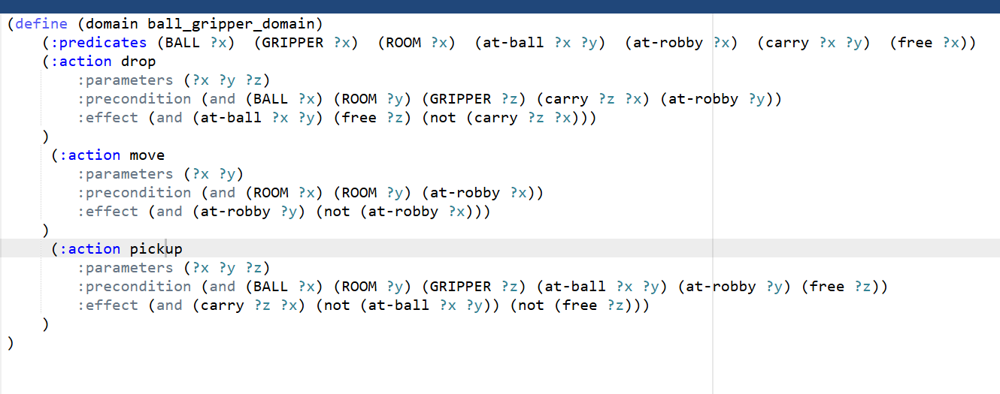 (define (domain ball_gripper_domain)
(:predicates (BALL ?x) (GRIPPER ?x) (ROOM ?x) (at-ball ?x ?y) (at-robby ?x) (carry ?x ?y) (free ?x))
(:action drop
:parameters (?x ?y ?z)
:precondition (and (BALL ?x) (ROOM ?y) (GRIPPER ?z) (carry ?z ?x) (at-robby ?y))
:effect (and (at-ball ?x ?y) (free ?z) (not (carry ?z ?x)))
)
(:action move
:parameters (?x ?y)
:precondition (and (ROOM ?x) (ROOM ?y) (at-robby ?x))
:effect (and (at-robby ?y) (not (at-robby ?x)))
)
(:action pickup
:parameters (?x ?y ?z)
:precondition (and (BALL ?x) (ROOM ?y) (GRIPPER ?z) (at-ball ?x ?y) (at-robby ?y) (free ?z))
:effect (and (carry ?z ?x) (not (at-ball ?x ?y)) (not (free ?z)))
)
)